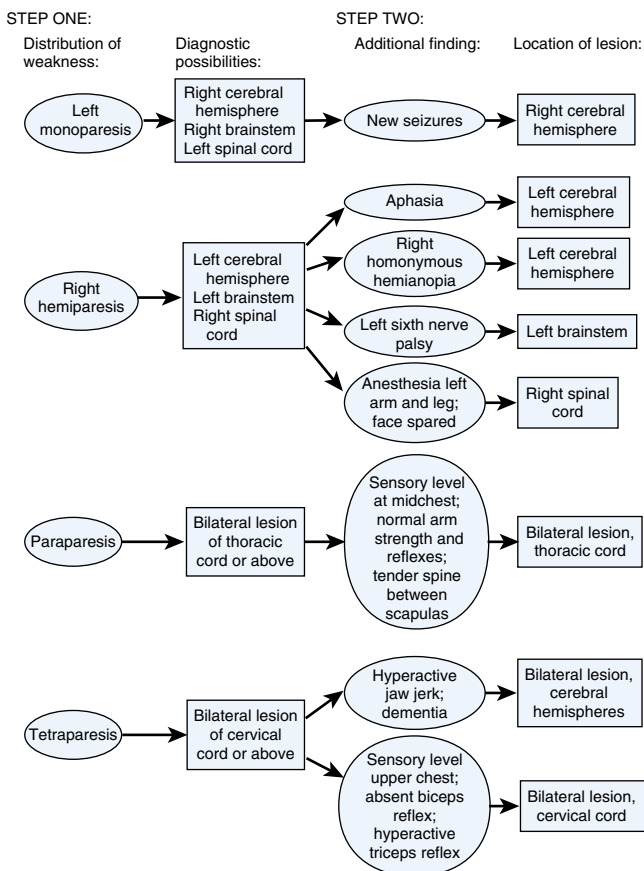 STEP ONE:
STEP TWO:
Distribution of
weakness:
Diagnostic
possibilities:
Additional finding:
Location of lesion:
Left
monoparesis
Right cerebral
hemisphere
Right brainstem
Left spinal cord
New seizures
Right cerebral
hemisphere
Right
hemiparesis
Left cerebral
hemisphere
Left brainstem
Right spinal
cord
Aphasia
Left cerebral
hemisphere
Right
homonymous
hemianopia
Left cerebral
hemisphere
Left sixth nerve
palsy
Left brainstem
Anesthesia left
arm and leg;
face spared
Right spinal
cord
Paraparesis
Bilateral lesion
of thoracic
cord or above
Sensory level
at midchest;
normal arm
strength and
reflexes;
tender spine
between
scapulas
Bilateral lesion,
thoracic cord
Tetraparesis
Bilateral lesion
of cervical
cord or above
Hyperactive
jaw jerk;
dementia
Bilateral lesion,
cerebral
hemispheres
Sensory level
upper chest;
absent biceps
reflex;
hyperactive
triceps reflex
Bilateral lesion,
cervical cord